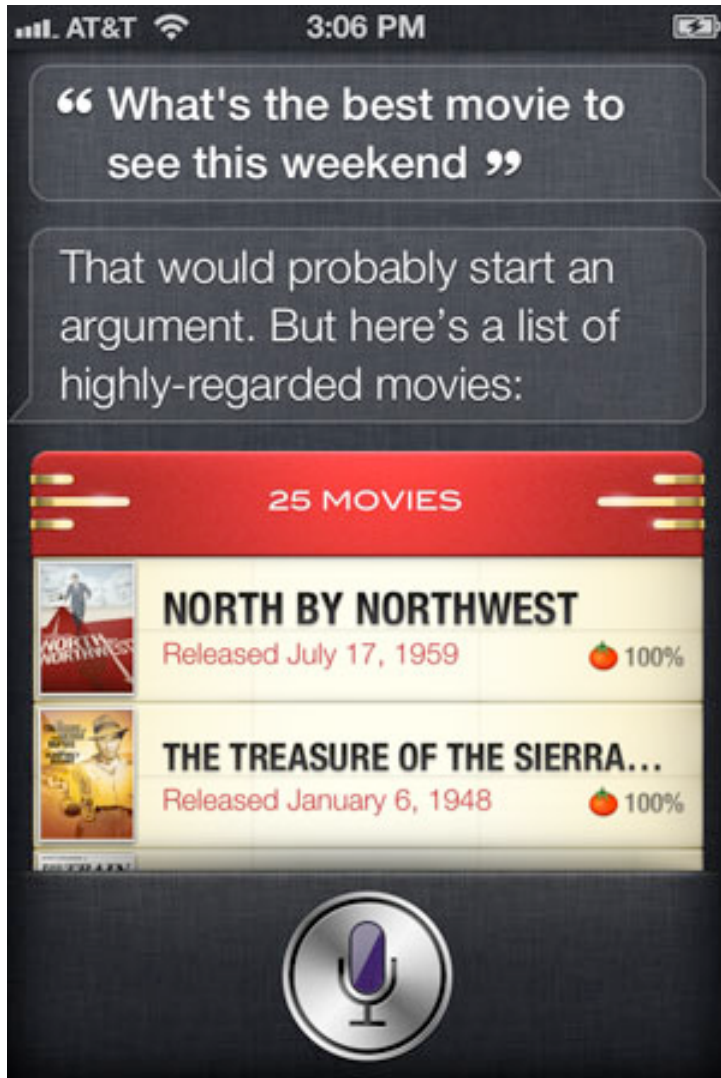 AT&T 3:06 PM
“ What's the best movie to
see this weekend ”
That would probably start an
argument. But here’s a list of
highly-regarded movies:
25 MOVIES
NORTH BY NORTHWEST
Released July 17, 1959 100%
NORTH
NORTHWEST
THE TREASURE OF THE SIERRA...
Released January 6, 1948 100%